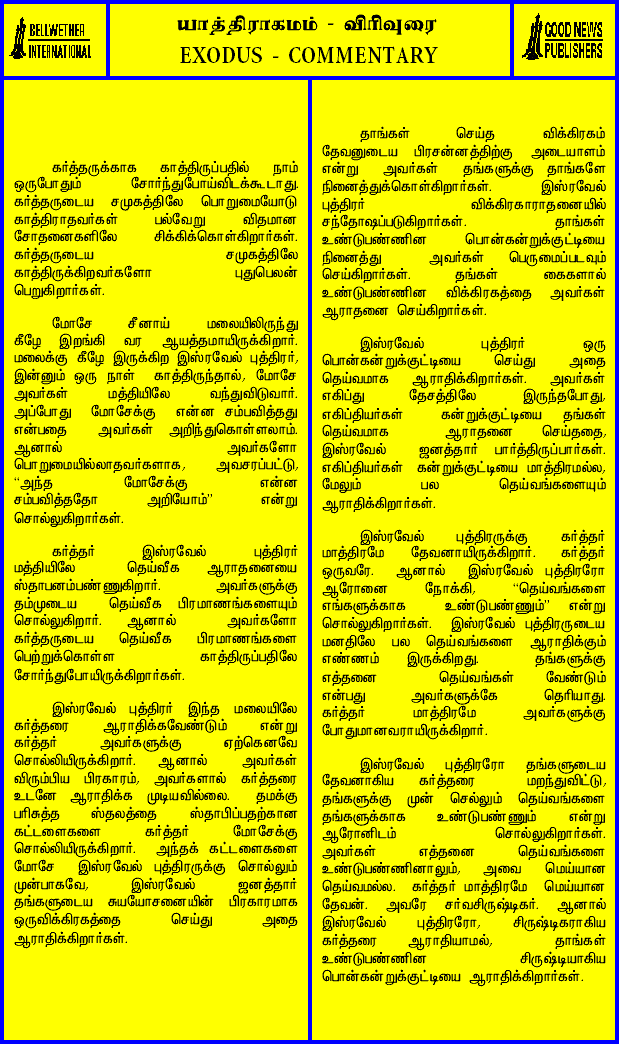 BELLWETHER
INTERNATIONAL
யாத்திராகமம் - விரிவுரை
EXODUS - COMMENTARY
GOOD NEWS
PUBLISHERS
கர்த்தருக்காக காத்திருப்பதில் நாம்
ஒருபோதும் சோர்ந்துபோய்விடக்கூடாது.
கர்த்தருடைய சமுகத்திலே பொறுமையோடு
காத்திராதவர்கள் பல்வேறு விதமான
சோதனைகளிலே சிக்கிக்கொள்கிறார்கள்.
கர்த்தருடைய சமுகத்திலே
காத்திருக்கிறவர்களோ புதுபெலன்
பெறுகிறார்கள்.
மோசே சீனாய் மலையிலிருந்து
கீழே இறங்கி வர ஆயத்தமாயிருக்கிறார்.
மலைக்கு கீழே இருக்கிற இஸ்ரவேல் புத்திரர்,
இன்னும் ஒரு நாள் காத்திருந்தால், மோசே
அவர்கள் மத்தியிலே வந்துவிடுவார்.
அப்போது மோசேக்கு என்ன சம்பவித்தது
என்பதை அவர்கள் அறிந்துகொள்ளலாம்.
ஆனால் அவர்களோ
பொறுமையில்லாதவர்களாக, அவசரப்பட்டு,
“அந்த மோசேக்கு என்ன
சம்பவித்ததோ அறியோம்” என்று
சொல்லுகிறார்கள்.
கர்த்தர் இஸ்ரவேல் புத்திரர்
மத்தியிலே தெய்வீக ஆராதனையை
ஸ்தாபனம்பண்ணுகிறார். அவர்களுக்கு
தம்முடைய தெய்வீக பிரமாணங்களையும்
சொல்லுகிறார். ஆனால் அவர்களோ
கர்த்தருடைய தெய்வீக பிரமாணங்களை
பெற்றுக்கொள்ள காத்திருப்பதிலே
சோர்ந்துபோயிருக்கிறார்கள்.
இஸ்ரவேல் புத்திரர் இந்த மலையிலே
கர்த்தரை ஆராதிக்கவேண்டும் என்று
கர்த்தர் அவர்களுக்கு ஏற்கெனவே
சொல்லியிருக்கிறார். ஆனால் அவர்கள்
விரும்பிய பிரகாரம், அவர்களால் கர்த்தரை
உடனே ஆராதிக்க முடியவில்லை. தமக்கு
பரிசுத்த ஸ்தலத்தை ஸ்தாபிப்பதற்கான
கட்டளைகளை கர்த்தர் மோசேக்கு
சொல்லியிருக்கிறார். அந்தக் கட்டளைகளை
மோசே இஸ்ரவேல் புத்திரருக்கு சொல்லும்
முன்பாகவே, இஸ்ரவேல் ஜனத்தார்
தங்களுடைய சுயயோசனையின் பிரகாரமாக
ஒருவிக்கிரகத்தை செய்து அதை
ஆராதிக்கிறார்கள்.
தாங்கள் செய்த விக்கிரகம்
தேவனுடைய பிரசன்னத்திற்கு அடையாளம்
என்று அவர்கள் தங்களுக்கு தாங்களே
நினைத்துக்கொள்கிறார்கள். இஸ்ரவேல்
புத்திரர் விக்கிரகாராதனையில்
சந்தோஷப்படுகிறார்கள். தாங்கள்
உண்டுபண்ணின பொன்கன்றுக்குட்டியை
நினைத்து அவர்கள் பெருமைப்படவும்
செய்கிறார்கள். தங்கள் கைகளால்
உண்டுபண்ணின விக்கிரகத்தை அவர்கள்
ஆராதனை செய்கிறார்கள்.
இஸ்ரவேல் புத்திரர் ஒரு
பொன்கன்றுக்குட்டியை செய்து அதை
தெய்வமாக ஆராதிக்கிறார்கள். அவர்கள்
எகிப்து தேசத்திலே இருந்தபோது,
எகிப்தியர்கள் கன்றுக்குட்டியை தங்கள்
தெய்வமாக ஆராதனை செய்ததை,
இஸ்ரவேல் ஜனத்தார் பார்த்திருப்பார்கள்.
எகிப்தியர்கள் கன்றுக்குட்டியை மாத்திரமல்ல,
மேலும் பல தெய்வங்களையும்
ஆராதிக்கிறார்கள்.
இஸ்ரவேல் புத்திரருக்கு கர்த்தர்
மாத்திரமே தேவனாயிருக்கிறார். கர்த்தர்
ஒருவரே. ஆனால் இஸ்ரவேல் புத்திரரோ
ஆரோனை நோக்கி, “தெய்வங்களை
எங்களுக்காக உண்டுபண்ணும்” என்று
சொல்லுகிறார்கள். இஸ்ரவேல் புத்திரருடைய
மனதிலே பல தெய்வங்களை ஆராதிக்கும்
எண்ணம் இருக்கிறது. தங்களுக்கு
எத்தனை தெய்வங்கள் வேண்டும்
என்பது அவர்களுக்கே தெரியாது.
கர்த்தர் மாத்திரமே அவர்களுக்கு
போதுமானவராயிருக்கிறார்.
இஸ்ரவேல் புத்திரரோ தங்களுடைய
தேவனாகிய கர்த்தரை மறந்துவிட்டு,
தங்களுக்கு முன் செல்லும் தெய்வங்களை
தங்களுக்காக உண்டுபண்ணும் என்று
ஆரோனிடம் சொல்லுகிறார்கள்.
அவர்கள் எத்தனை தெய்வங்களை
உண்டுபண்ணினாலும், அவை மெய்யான
தெய்வமல்ல. கர்த்தர் மாத்திரமே மெய்யான
தேவன். அவரே சர்வசிருஷ்டிகர். ஆனால்
இஸ்ரவேல் புத்திரரோ, சிருஷ்டிகராகிய
கர்த்தரை ஆராதியாமல், தாங்கள்
உண்டுபண்ணின சிருஷ்டியாகிய
பொன்கன்றுக்குட்டியை ஆராதிக்கிறார்கள்.